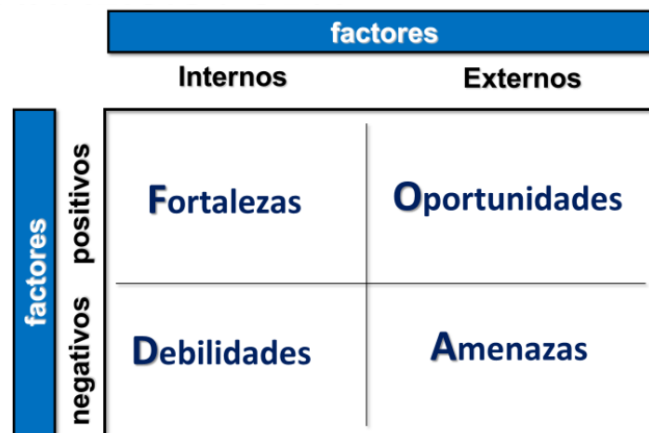 factores
Internos Externos
factores
positivos
Fortalezas Oportunidades
negativos
Debilidades Amenazas